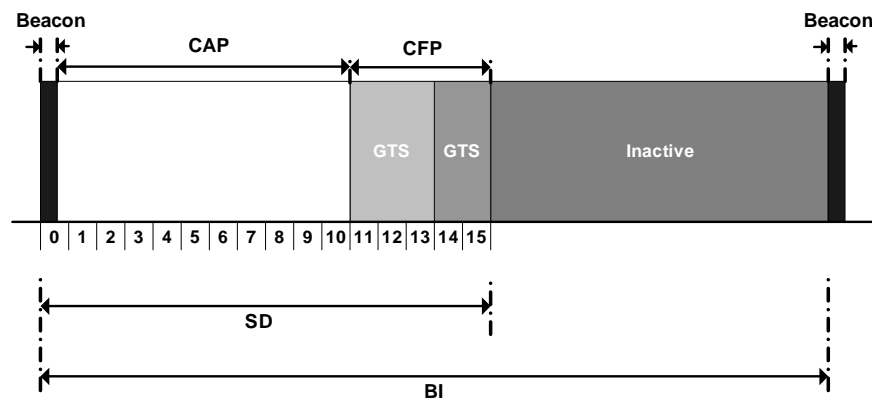 Beacon Beacon
CAP CFP
GTS GTS Inactive
0 1 2 3 4 5 6 7 8 9 10 11 12 13 14 15
SD
BI